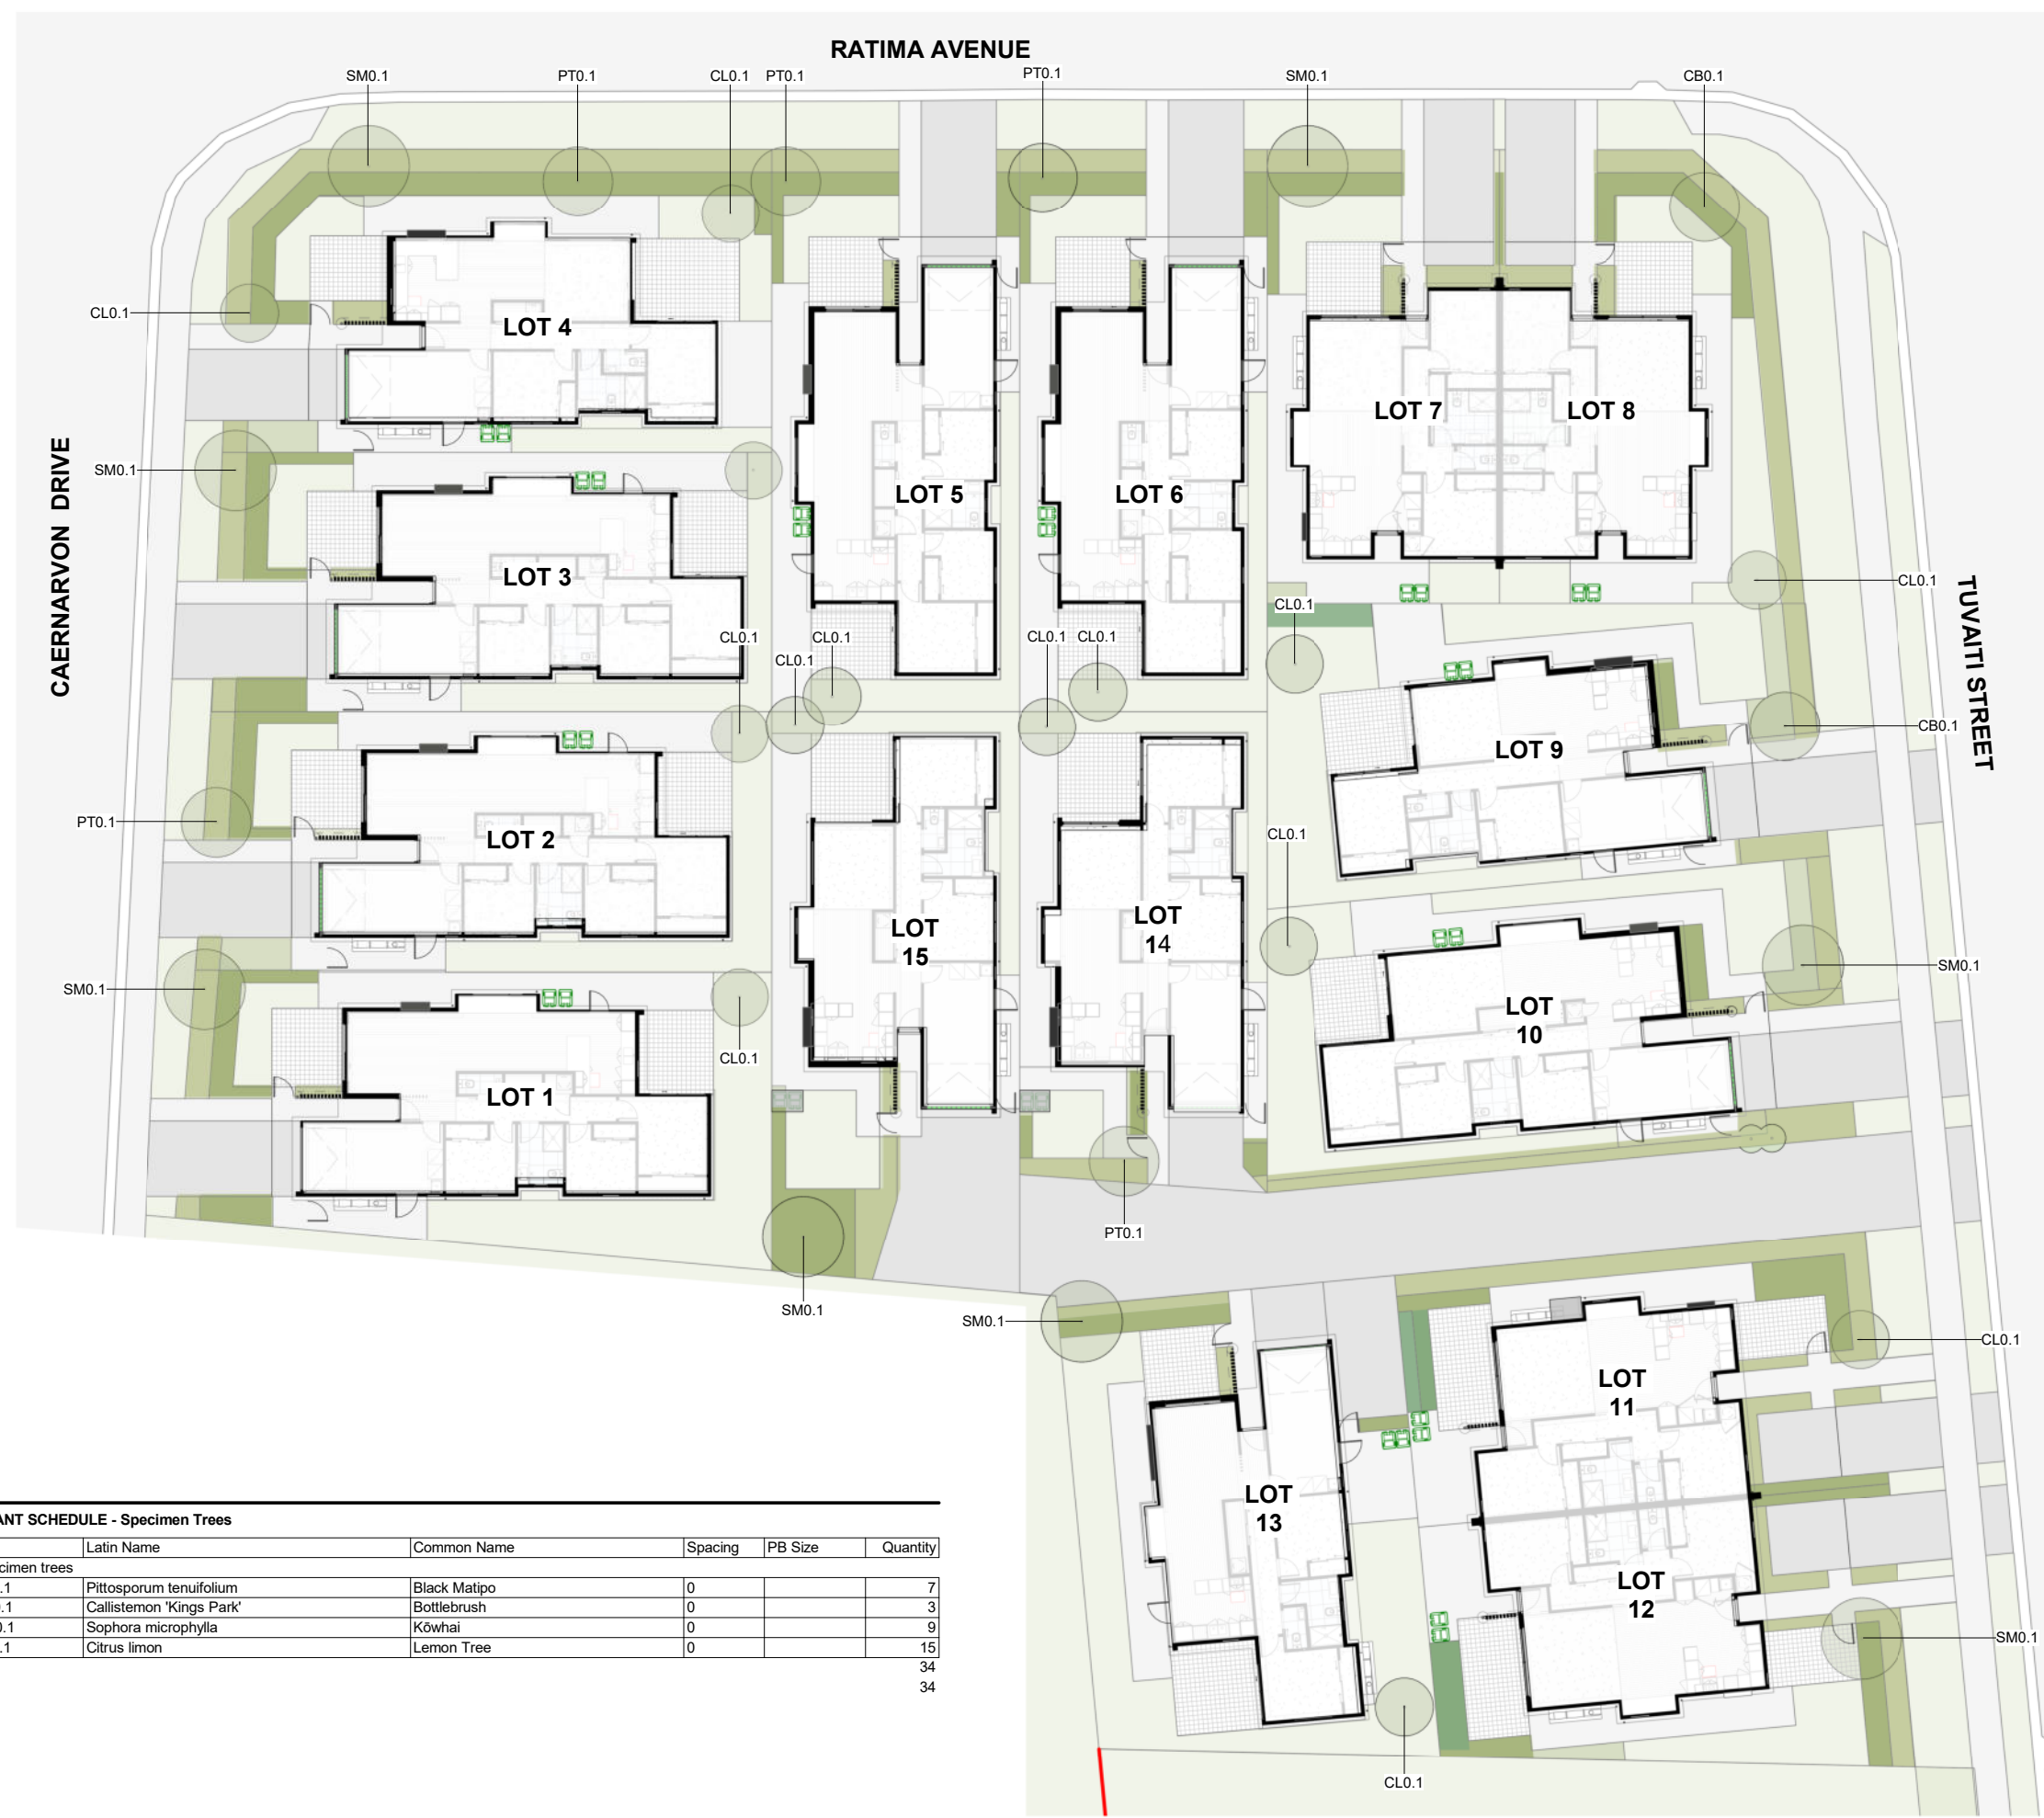 RATIMA AVENUE
SM0.1
PT0.1
CL0.1
PT0.1
PT0.1
SM0.1
CB0.1
CL0.1
LOT 4
LOT 7
LOT 8
CAERNARVON DRIVE
SM0.1
LOT 5
LOT 6
LOT 3
CL0.1
TUVAITI STREET
CL0.1
CL0.1
CL0.1
CL0.1
CL0.1
CL0.1
CB0.1
LOT 9
PT0.1
LOT 2
CL0.1
LOT
15
LOT
14
SM0.1
SM0.1
LOT
10
CL0.1
LOT 1
PT0.1
SM0.1
SM0.1
CL0.1
LOT
11
LOT
13
LOT
12
SM0.1
CL0.1
ANT SCHEDULE - Specimen Trees
Latin Name Common Name Spacing PB Size Quantity
cimen trees
.1 Pittosporum tenuifolium Black Matipo 0 7
.1 Callistemon 'Kings Park' Bottlebrush 0 3
0.1 Sophora microphylla Kōwhai 0 9
.1 Citrus limon Lemon Tree 0 15
34
34